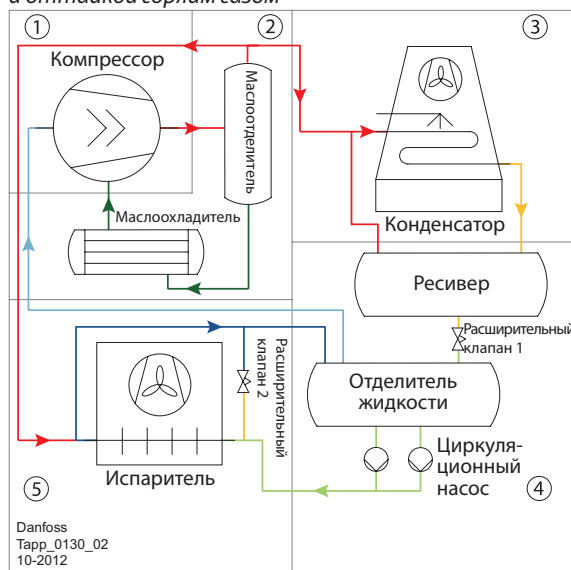 и оттайкой горячим газом
1
2
3
Компрессор
Маслоотделитель
Маслоохладитель
Конденсатор
Ресивер
Расширительный
клапан 1
Расширительный
клапан 2
Отделитель
жидкости
Испаритель
Циркуля-
ционный
насос
5
4
Danfoss
Tapp_0130_02
10-2012